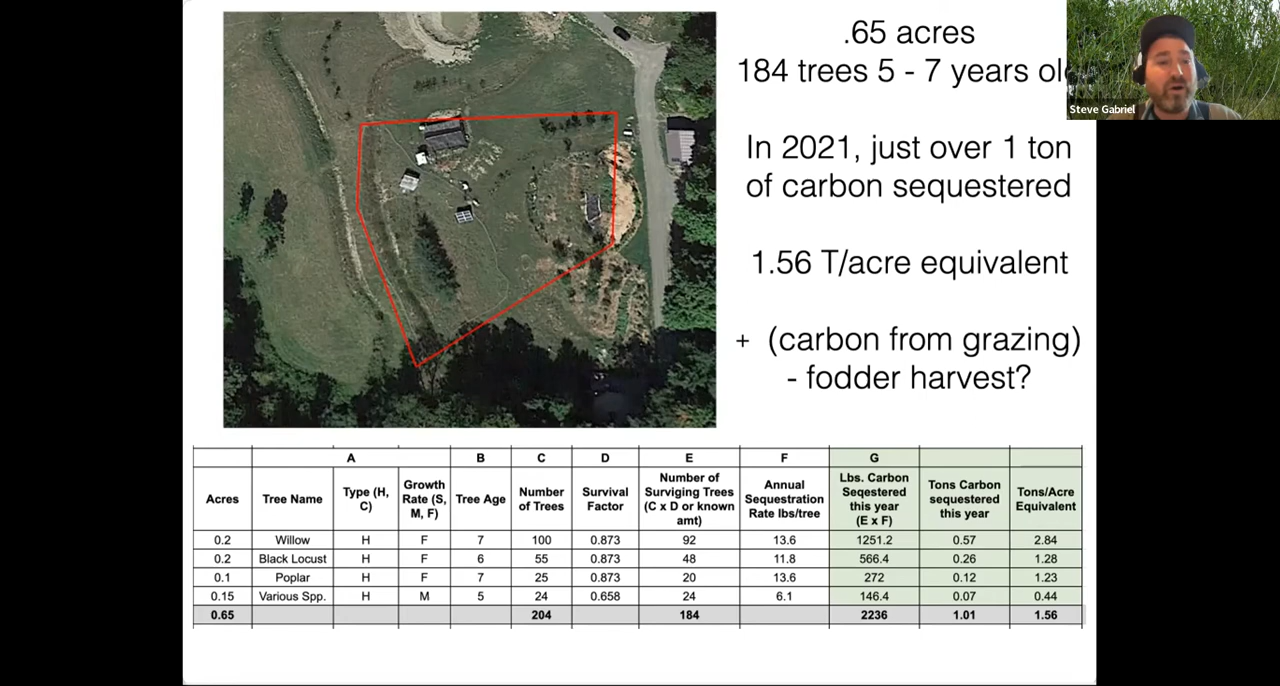 .65 acres
184 trees 5 - 7 years
In 2021, just over 1 ton
of carbon sequestered
1.56 T/acre equivalent
+ (carbon from grazing)
- fodder harvest?
Steve Gabriel
A B C D E F G
Acres Tree Name Type (H, C) Growth Rate (S, M, F) Tree Age Number of Trees Survival Factor Number of Surviging Trees (C x D or known amt) Annual Sequestration Rate lbs/tree Lbs. Carbon Seqestered this year (E x F) Tons Carbon sequestered this year Tons/Acre Equivalent
0.2 Willow H F 7 100 0.873 92 13.6 1251.2 0.57 2.84
0.2 Black Locust H F 6 55 0.873 48 11.8 566.4 0.26 1.28
0.1 Poplar H F 7 25 0.873 20 13.6 272 0.12 1.23
0.15 Various Spp. H M 5 24 0.658 24 6.1 146.4 0.07 0.44
0.65 204 184 2236 1.01 1.56